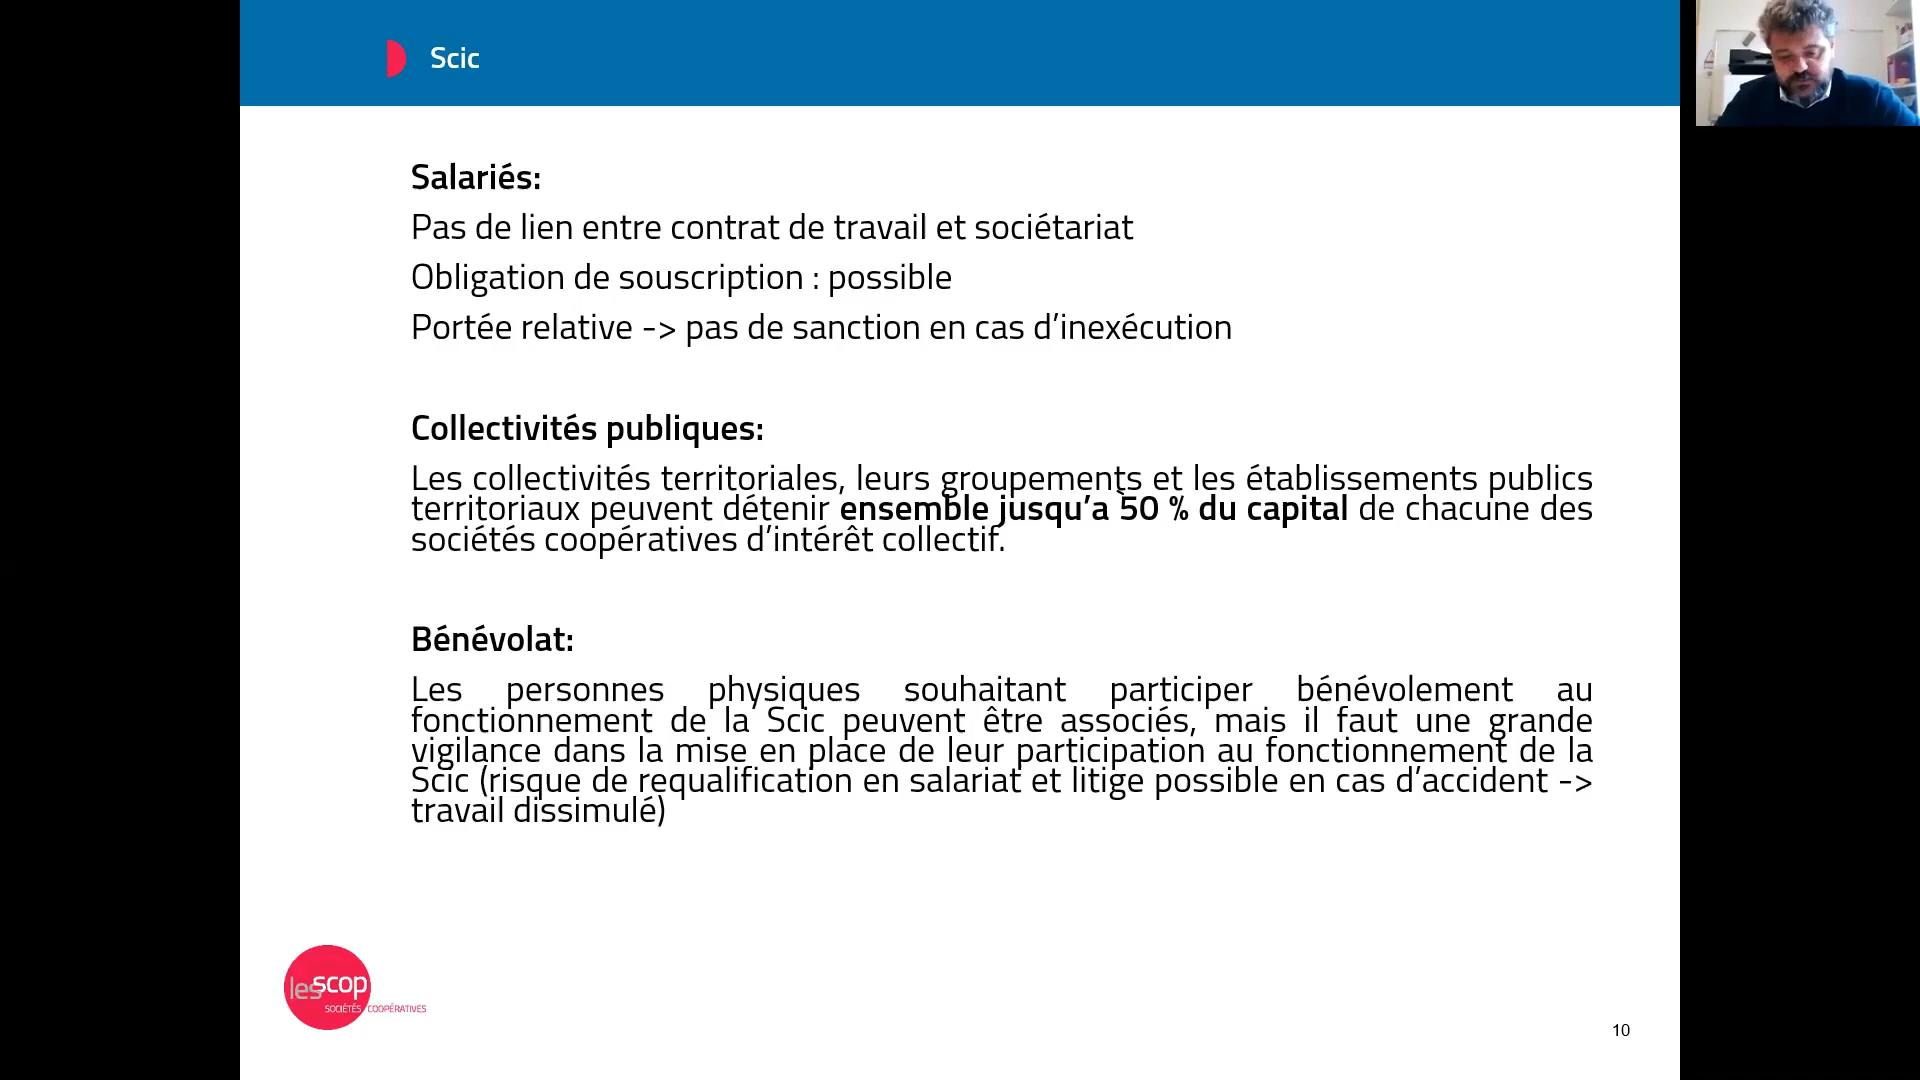 Scic
Salariés:
Pas de lien entre contrat de travail et sociétariat
Obligation de souscription : possible
Portée relative -> pas de sanction en cas d’inexécution
Collectivités publiques:
Les collectivités territoriales, leurs groupements et les établissements publics
territoriaux peuvent détenir ensemble jusqu’à 50 % du capital de chacune des
sociétés coopératives d’intérêt collectif.
Bénévolat:
Les personnes physiques souhaitant participer bénévolement au
fonctionnement de la Scic peuvent être associés, mais il faut une grande
vigilance dans la mise en place de leur participation au fonctionnement de la
Scic (risque de requalification en salariat et litige possible en cas d’accident ->
travail dissimulé)
les scop
SOCIÉTÉS COOPÉRATIVES
10